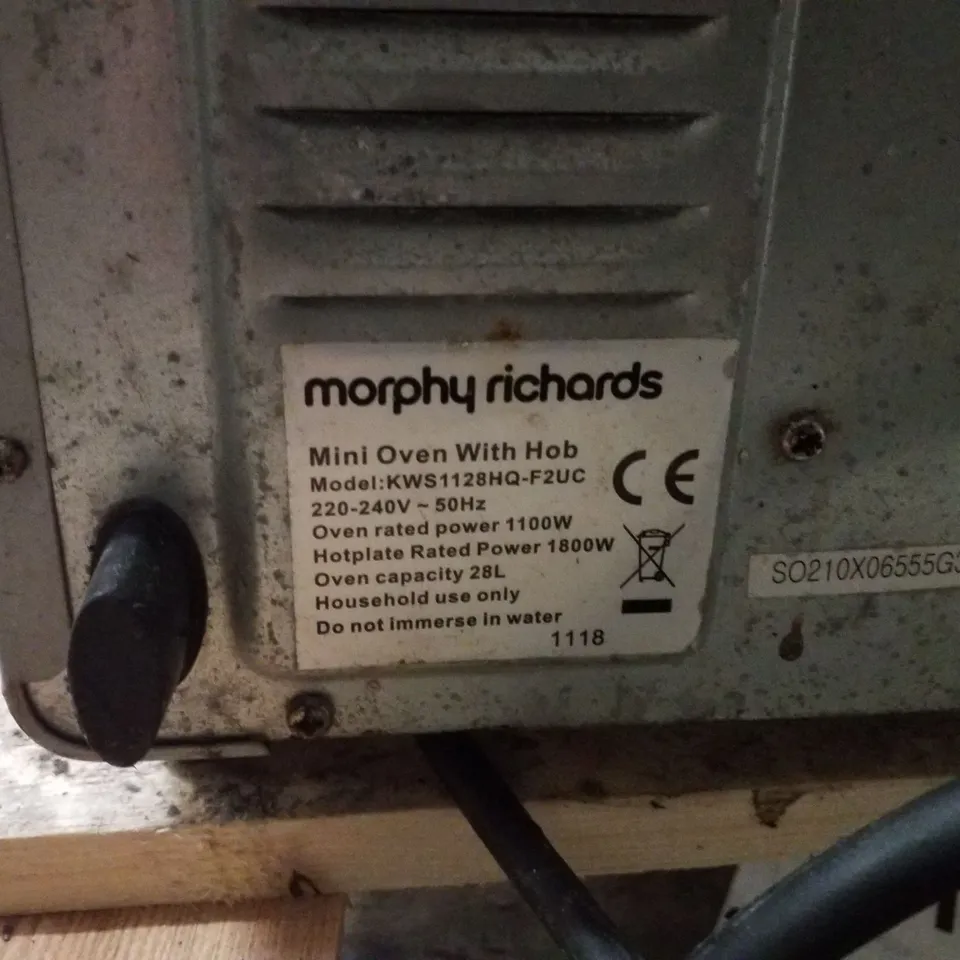 morphy richards
Mini Oven With Hob
Model:KWS1128HQ-F2UC
220-240V ~ 50Hz
Oven rated power 1100W
Hotplate Rated Power 1800W
Oven capacity 28L
Household use only
Do not immerse in water
1118
CE
SO210X06555G